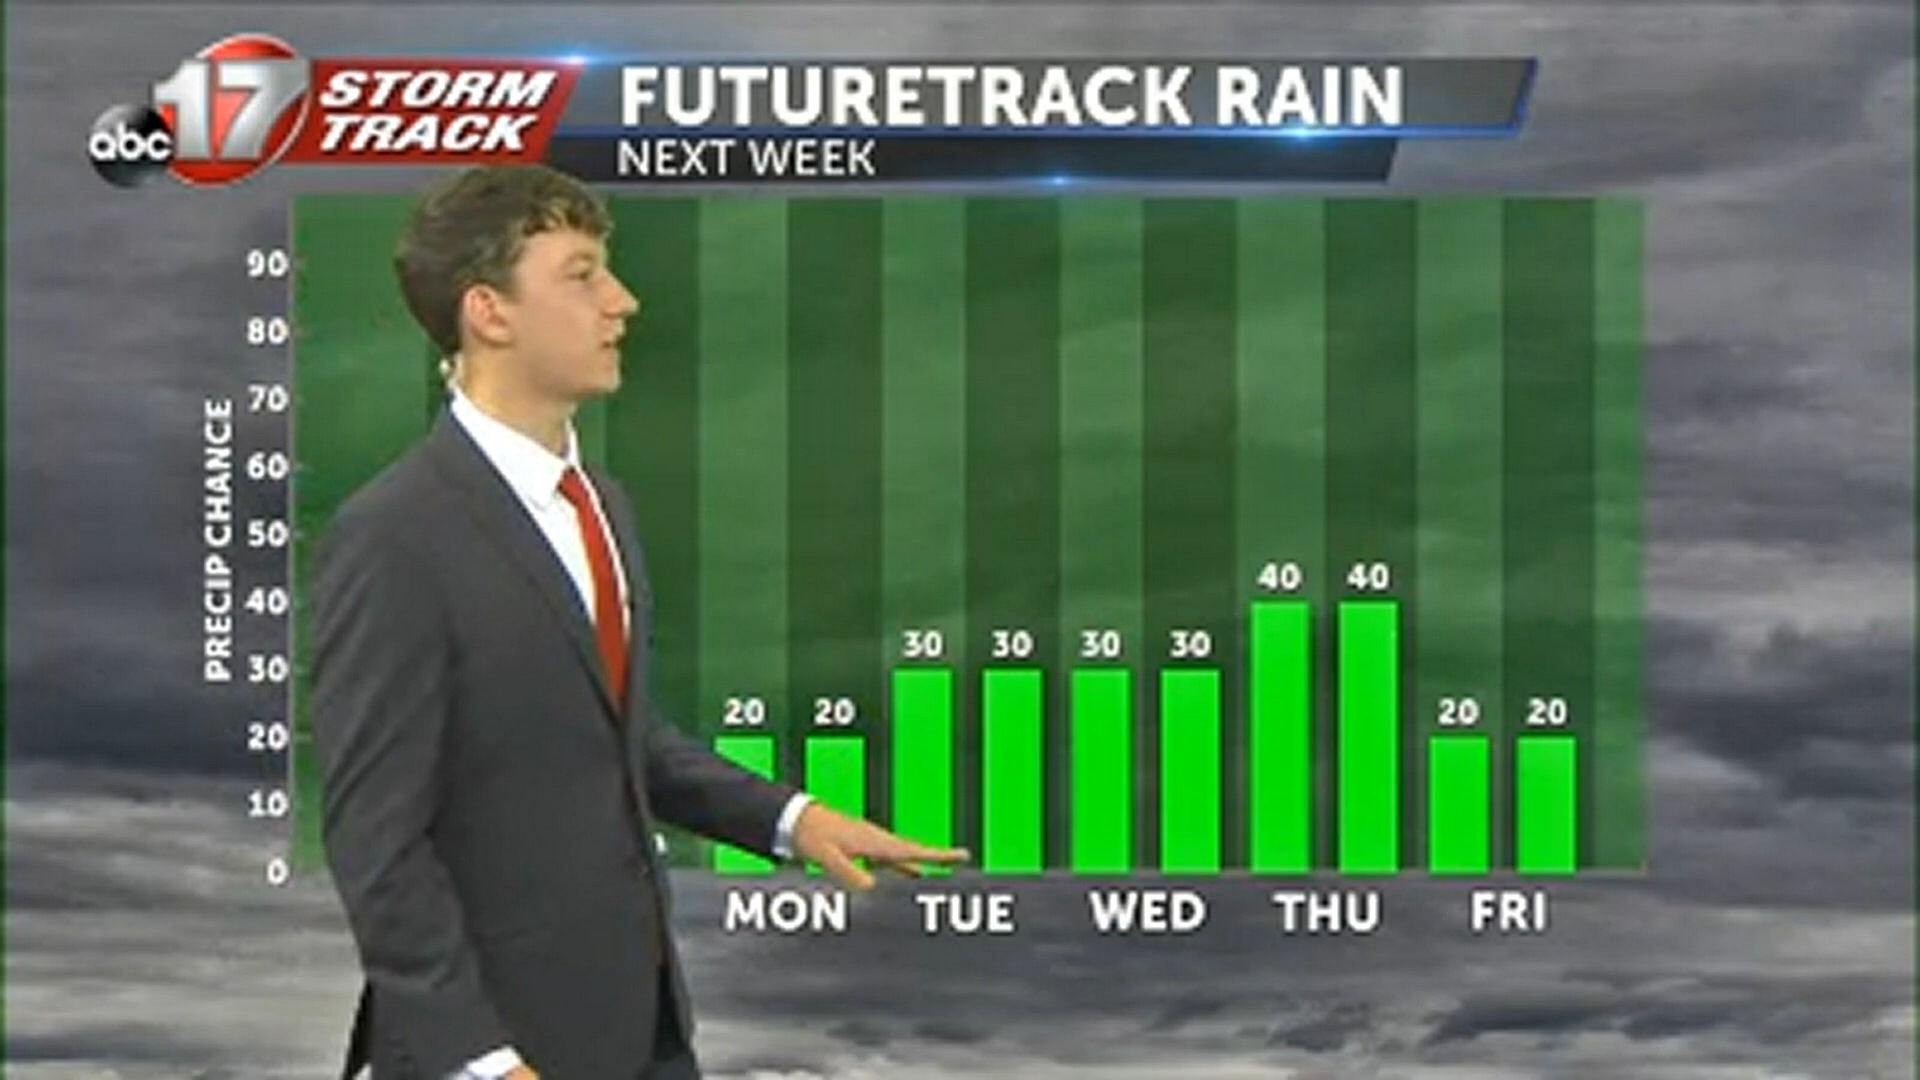 abc 17
STORM
TRACK
FUTURETRACK RAIN
NEXT WEEK
PRECIP CHANCE
90
80
70
60
50
40
30
20
10
0
20 20 30 30 30 30 40 40 20 20
MON TUE WED THU FRI